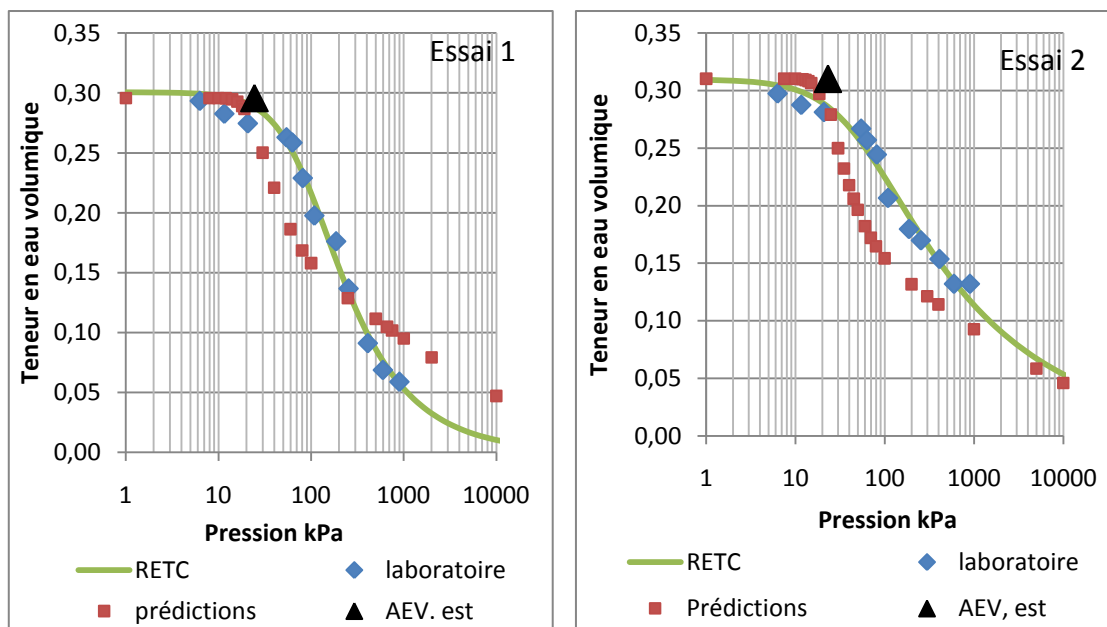 Essai 1
Teneur en eau volumique
0,35
0,30
0,25
0,20
0,15
0,10
0,05
0,00
1 10 100 1000 10000
Pression kPa
RETC laboratoire
prédictions AEV. est
Essai 2
Teneur en eau volumique
0,35
0,30
0,25
0,20
0,15
0,10
0,05
0,00
1 10 100 1000 10000
Pression kPa
RETC laboratoire
Prédictions AEV, est